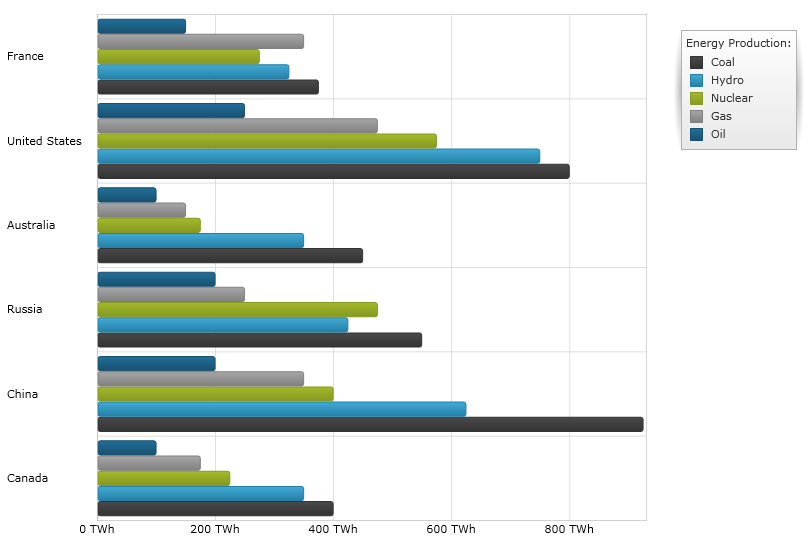 Energy Production:
Coal
Hydro
Nuclear
Gas
Oil
France
United States
Australia
Russia
China
Canada
0 TWh 200 TWh 400 TWh 600 TWh 800 TWh